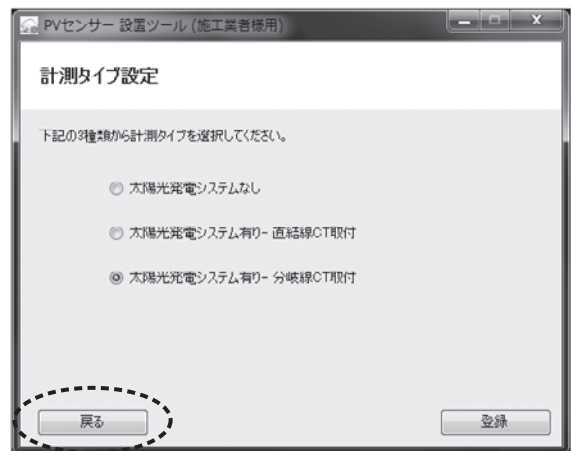 PVセンサー 設置ツール (施工業者様用)
計測タイプ設定
下記の3種類から計測タイプを選択してください。
太陽光発電システムなし
太陽光発電システム有り- 直結線CT取付
太陽光発電システム有り- 分岐線CT取付
戻る
登録